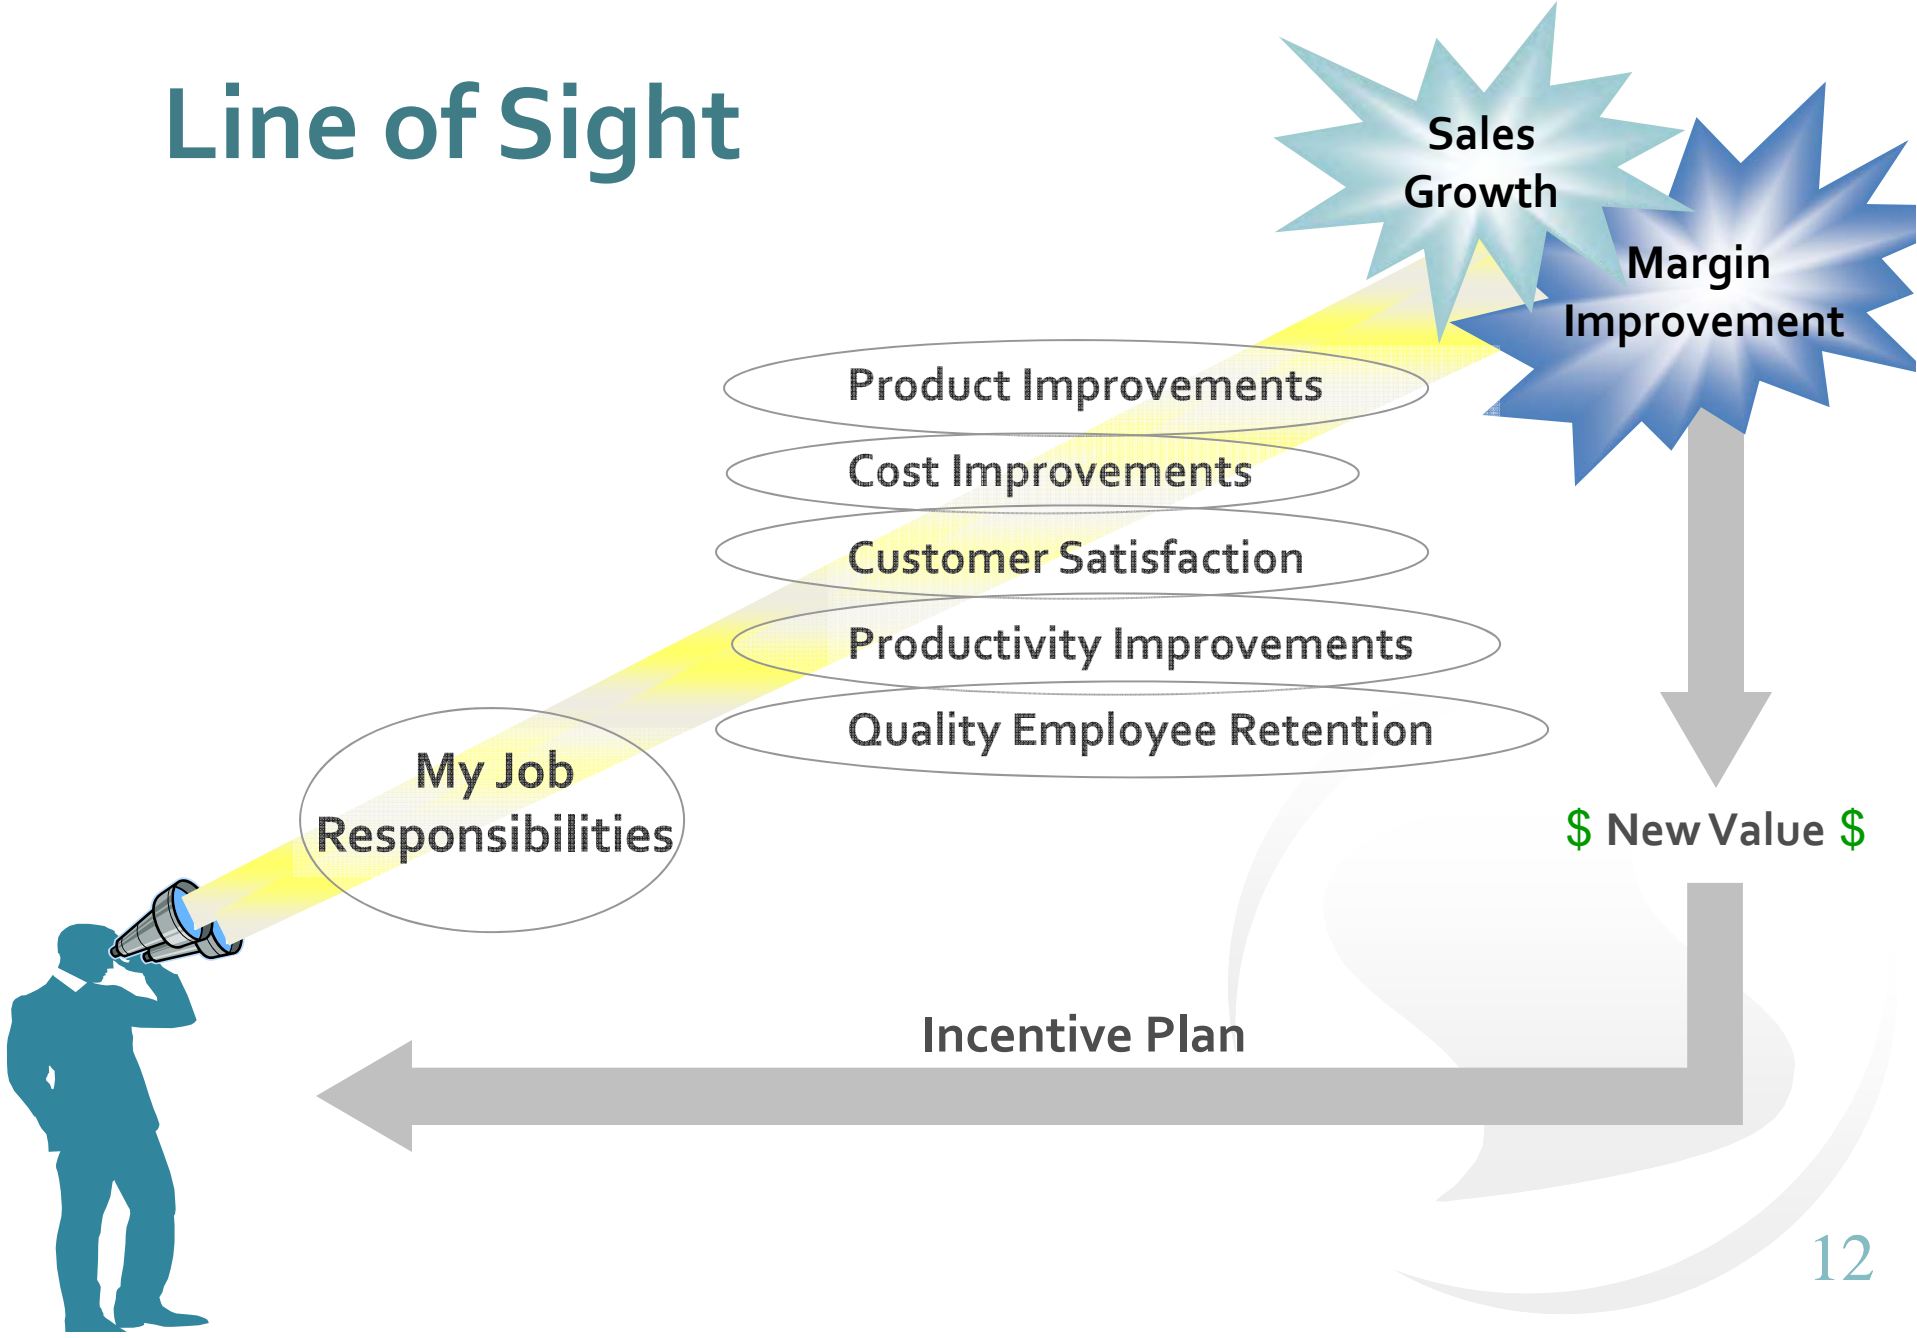 Line of Sight
Sales
Growth
Margin
Improvement
Product Improvements
Cost Improvements
Customer Satisfaction
Productivity Improvements
Quality Employee Retention
My Job
Responsibilities
$ New Value $
Incentive Plan
12